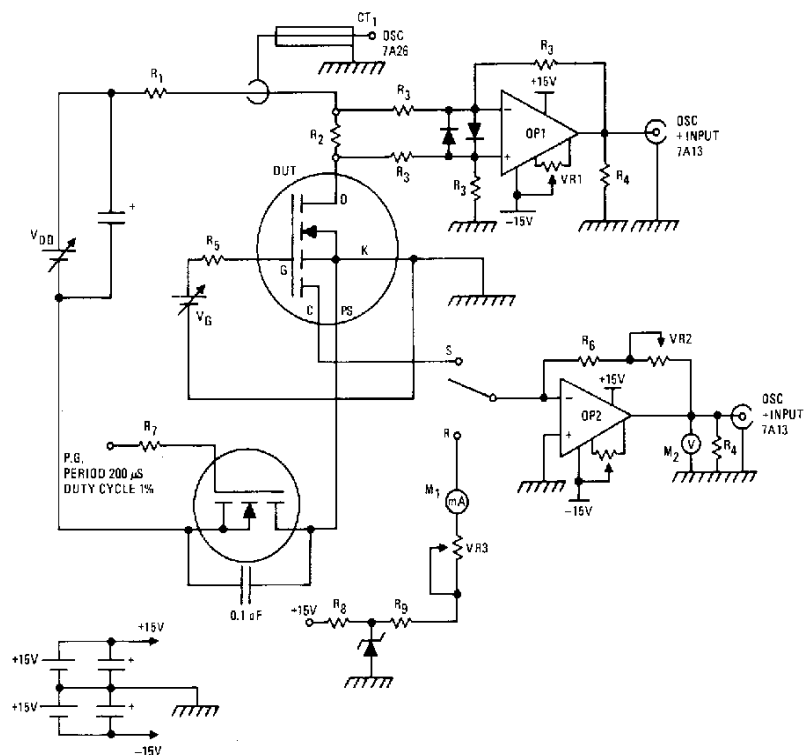 CT1
OSC
7A26
R1
R3
+15V
R3
R2
OP1
OSC
+ INPUT
7A13
R3
R3
VR1
R4
-15V
DUT
D
VDD
R5
K
G
VG
C
PS
S
R6
VR2
+15V
OP2
OSC
+INPUT
7A13
M2
V
R4
-15V
R7
P.G.
PERIOD 200 µS
DUTY CYCLE 1%
R
M1
mA
VR3
0.1 µF
+15V
R8
R9
+15V
+15V
+15V
-15V